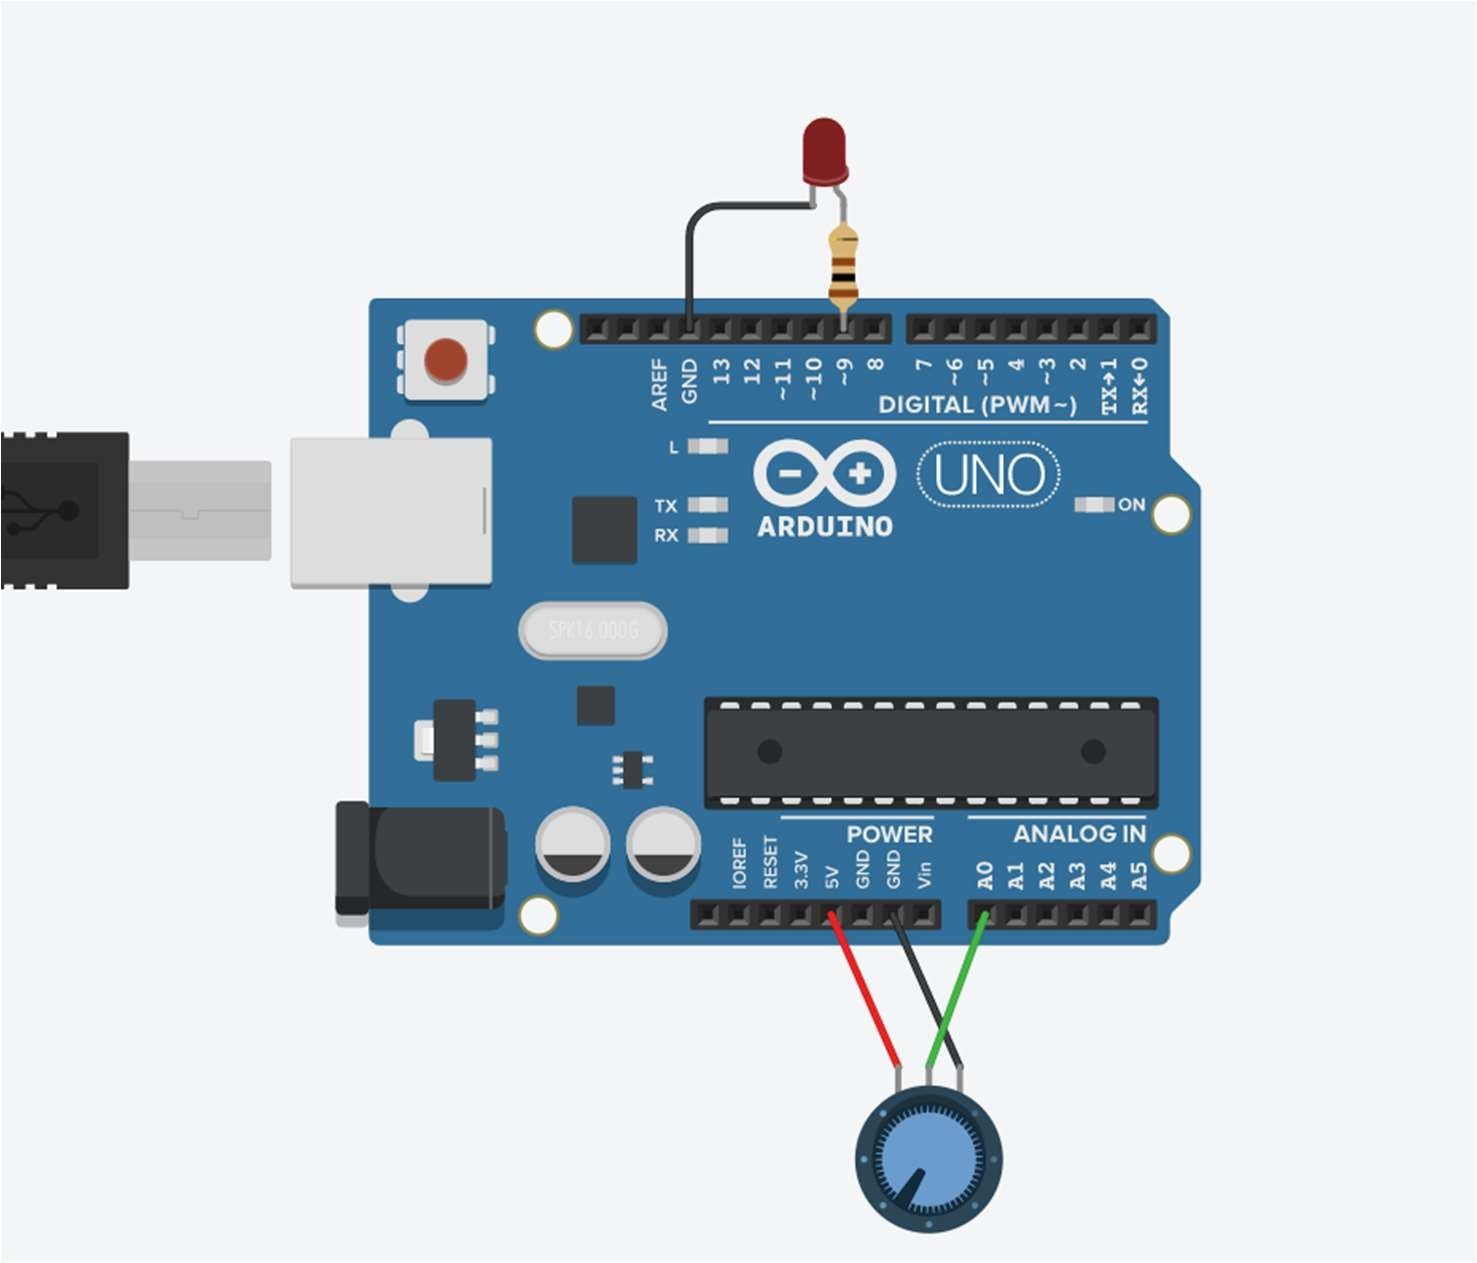 AREF
GND
13
12
~11
~10
~9
8
7
~6
~5
4
~3
2
TX→1
RX←0
DIGITAL (PWM~)
L
TX
RX
ARDUINO
UNO
ON
SPK16.000G
POWER
ANALOG IN
IOREF
RESET
3.3V
5V
GND
GND
Vin
A0
A1
A2
A3
A4
A5